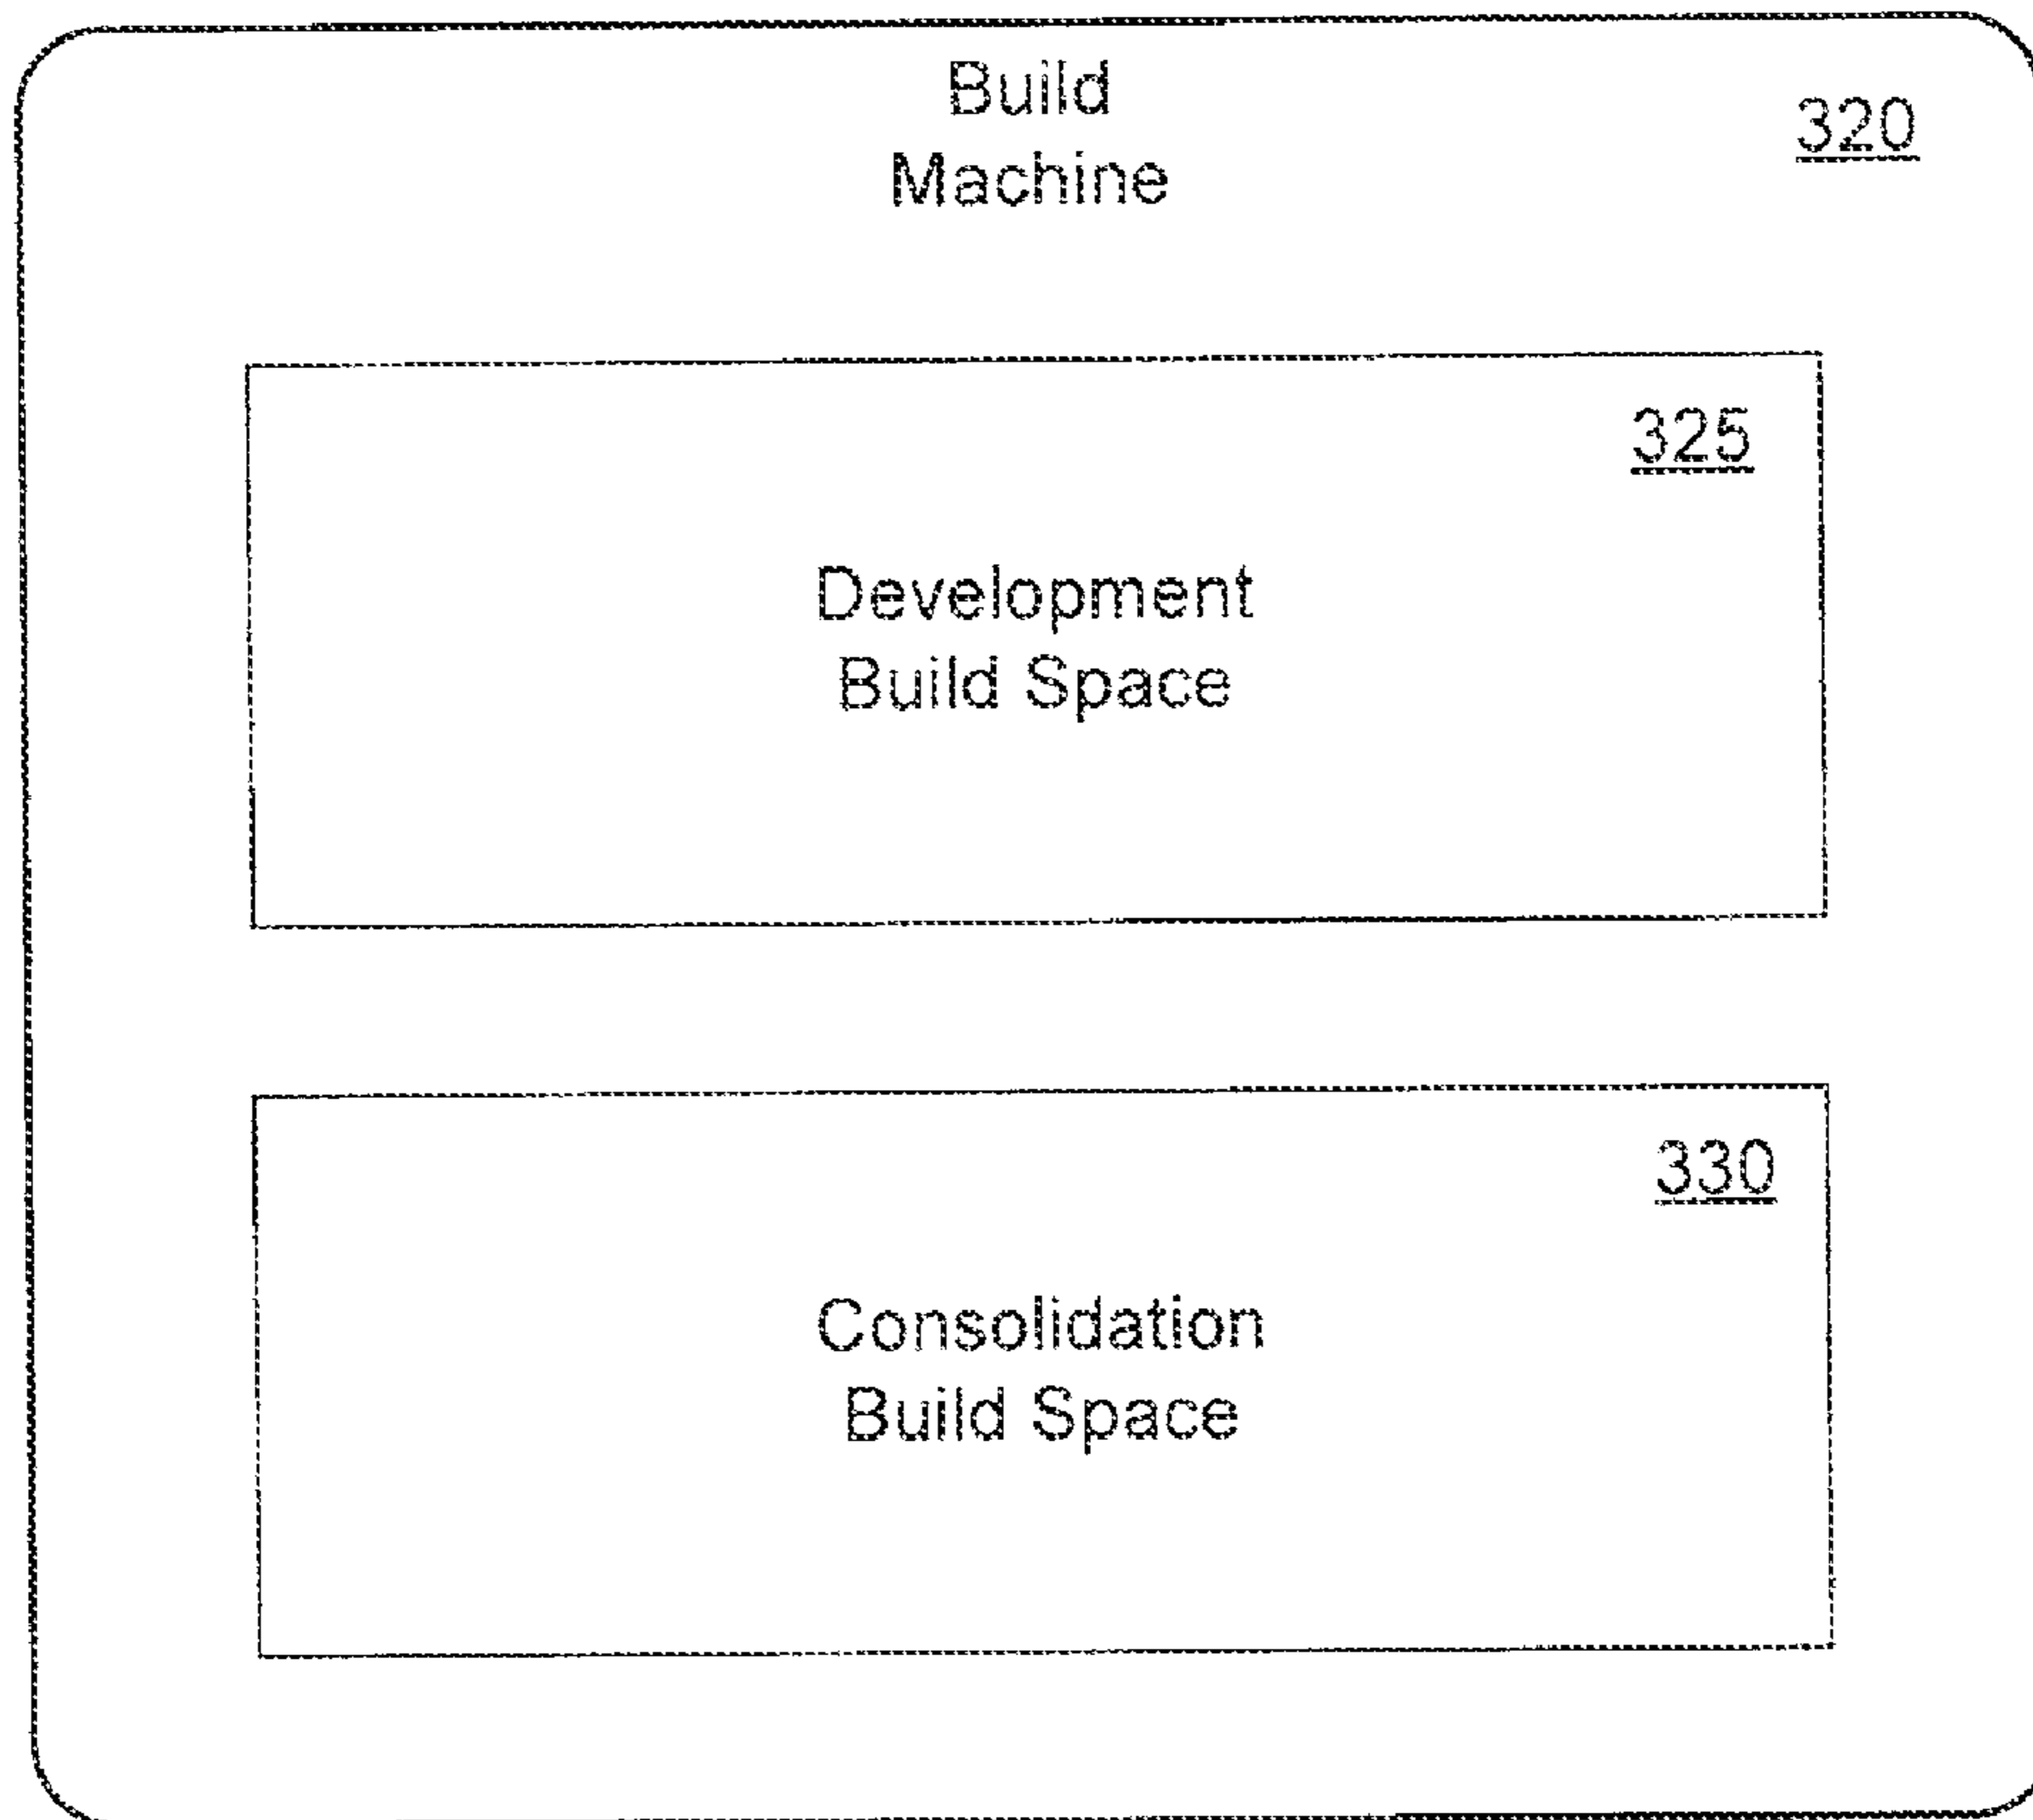 Build
Machine
320
325
Development
Build Space
330
Consolidation
Build Space